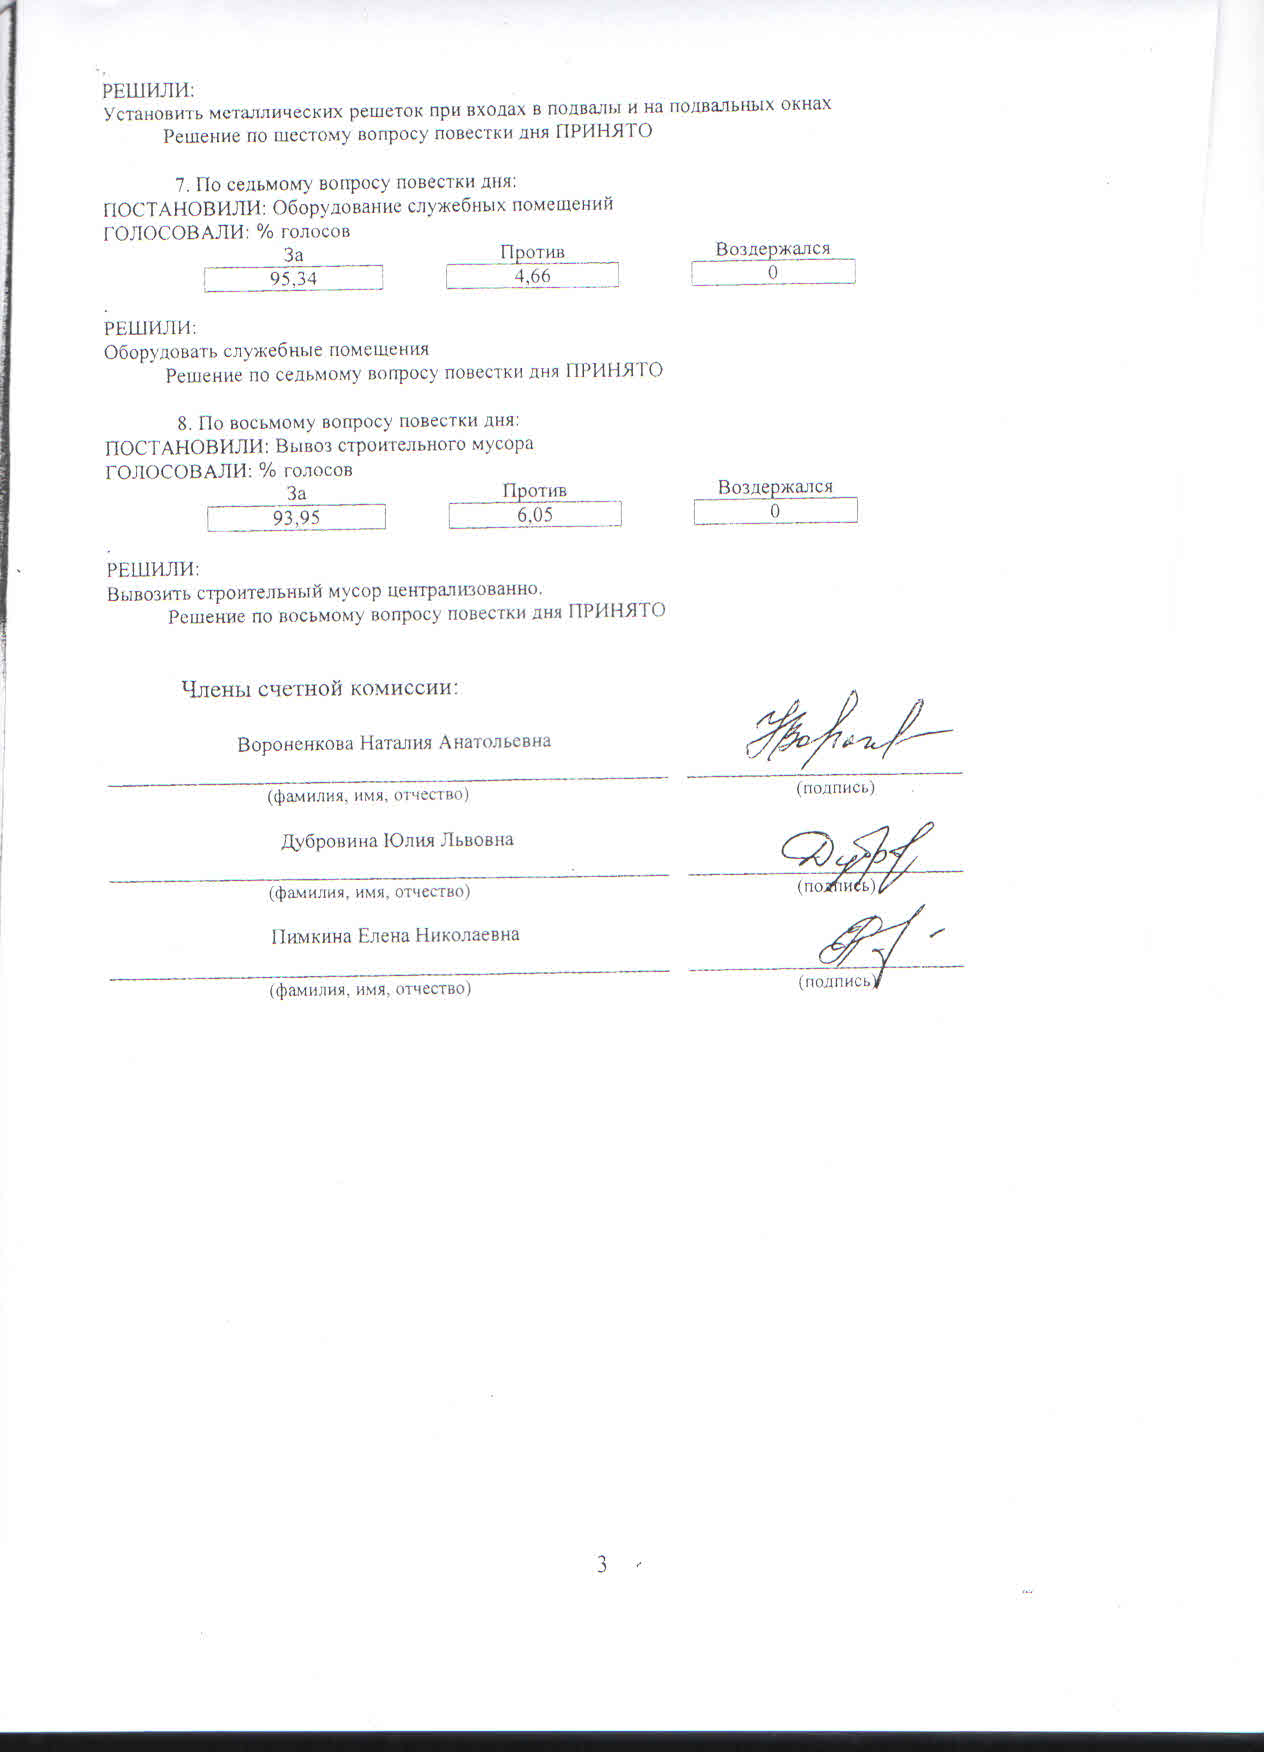 РЕШИЛИ:
Установить металлических решеток при входах в подвалы и на подвальных окнах
Решение по шестому вопросу повестки дня ПРИНЯТО
7. По седьмому вопросу повестки дня:
ПОСТАНОВИЛИ: Оборудование служебных помещений
ГОЛОСОВАЛИ: % голосов
За Против Воздержался
95,34 4,66 0
.
РЕШИЛИ:
Оборудовать служебные помещения
Решение по седьмому вопросу повестки дня ПРИНЯТО
8. По восьмому вопросу повестки дня:
ПОСТАНОВИЛИ: Вывоз строительного мусора
ГОЛОСОВАЛИ: % голосов
За Против Воздержался
93,95 6,05 0
.
РЕШИЛИ:
Вывозить строительный мусор централизованно.
Решение по восьмому вопросу повестки дня ПРИНЯТО
Члены счетной комиссии:
Вороненкова Наталия Анатольевна
(фамилия, имя, отчество) (подпись)
Дубровина Юлия Львовна
(фамилия, имя, отчество) (подпись)
Пимкина Елена Николаевна
(фамилия, имя, отчество) (подпись)
3